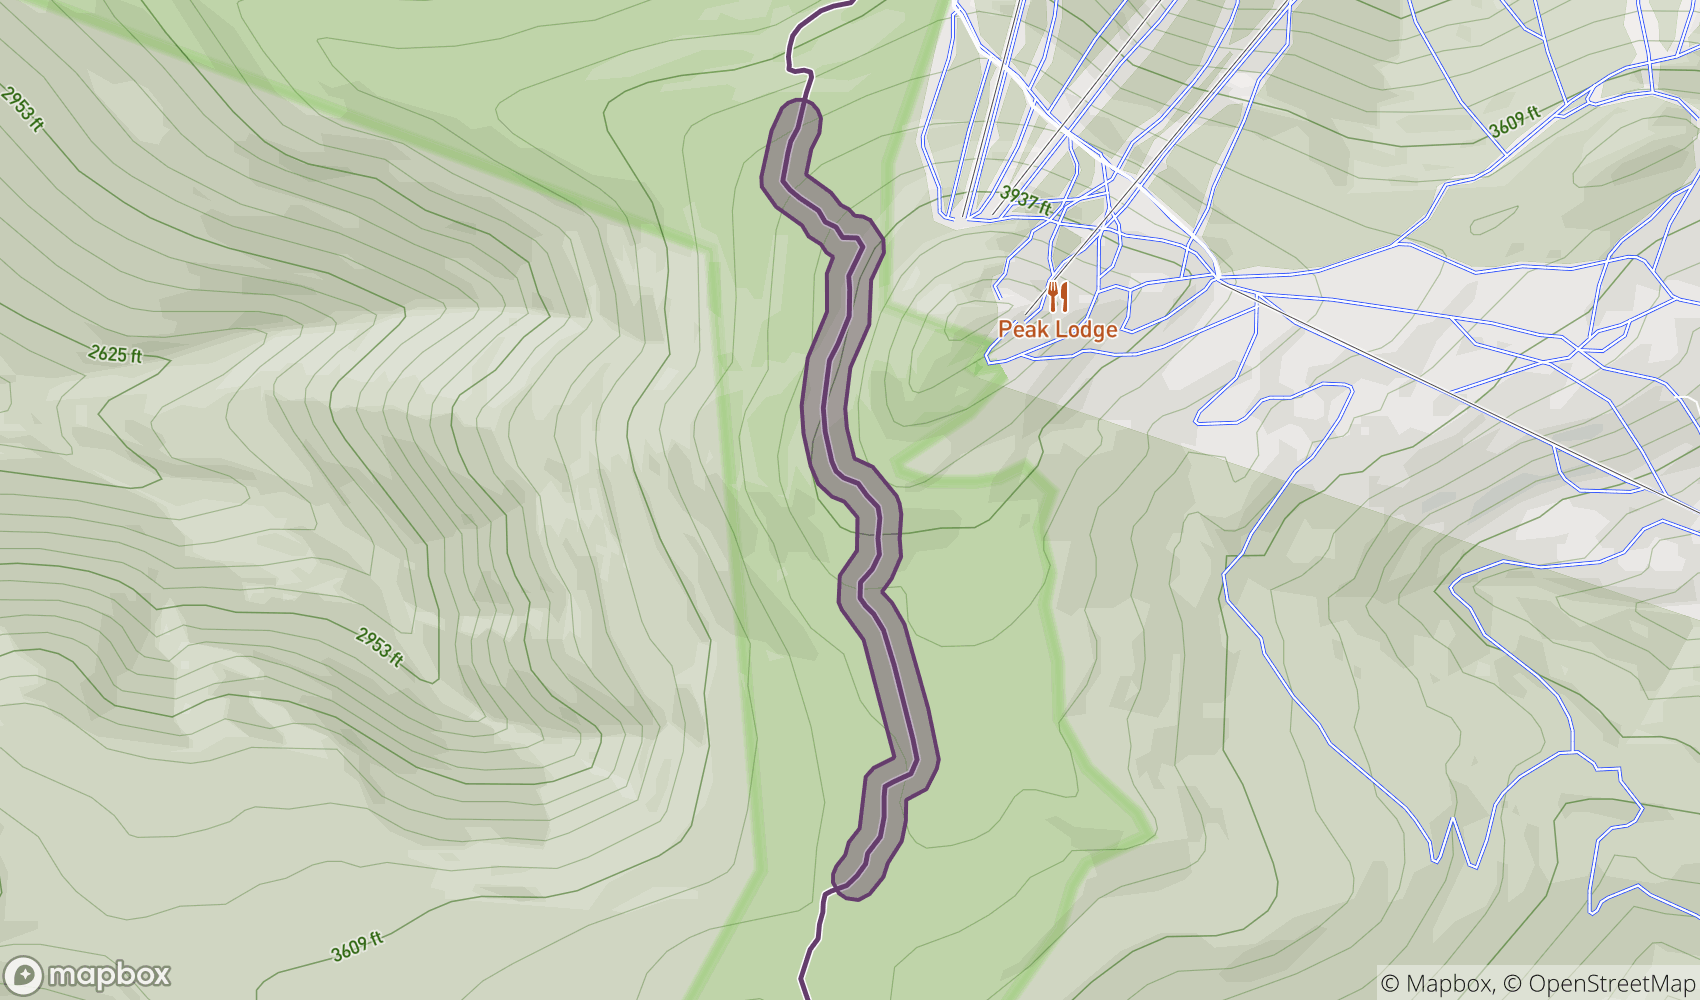 2953 ft
3609 ft
3937 ft
Peak Lodge
2625 ft
2953 ft
3609 ft
mapbox
© Mapbox, © OpenStreetMap